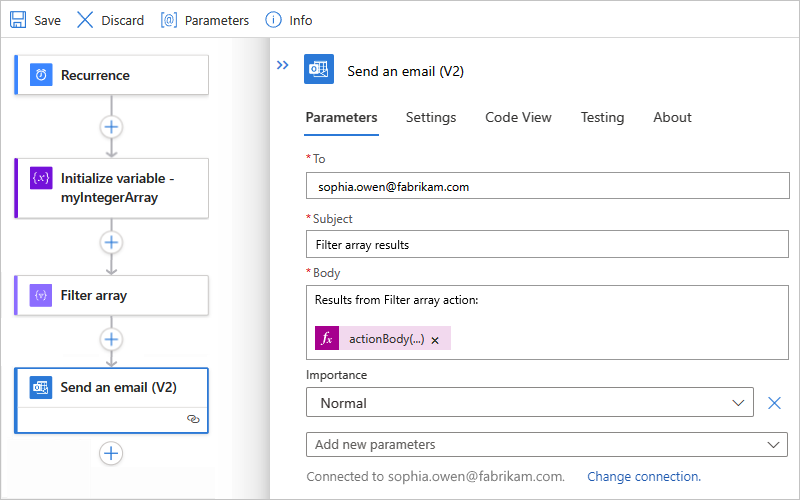 Save Discard Parameters Info
Recurrence
Initialize variable -
myIntegerArray
Filter array
Send an email (V2)
Send an email (V2)
Parameters Settings Code View Testing About
*To
sophia.owen@fabrikam.com
*Subject
Filter array results
*Body
Results from Filter array action:
fx actionBody(...) ×
Importance
Normal
Add new parameters
Connected to sophia.owen@fabrikam.com. Change connection.